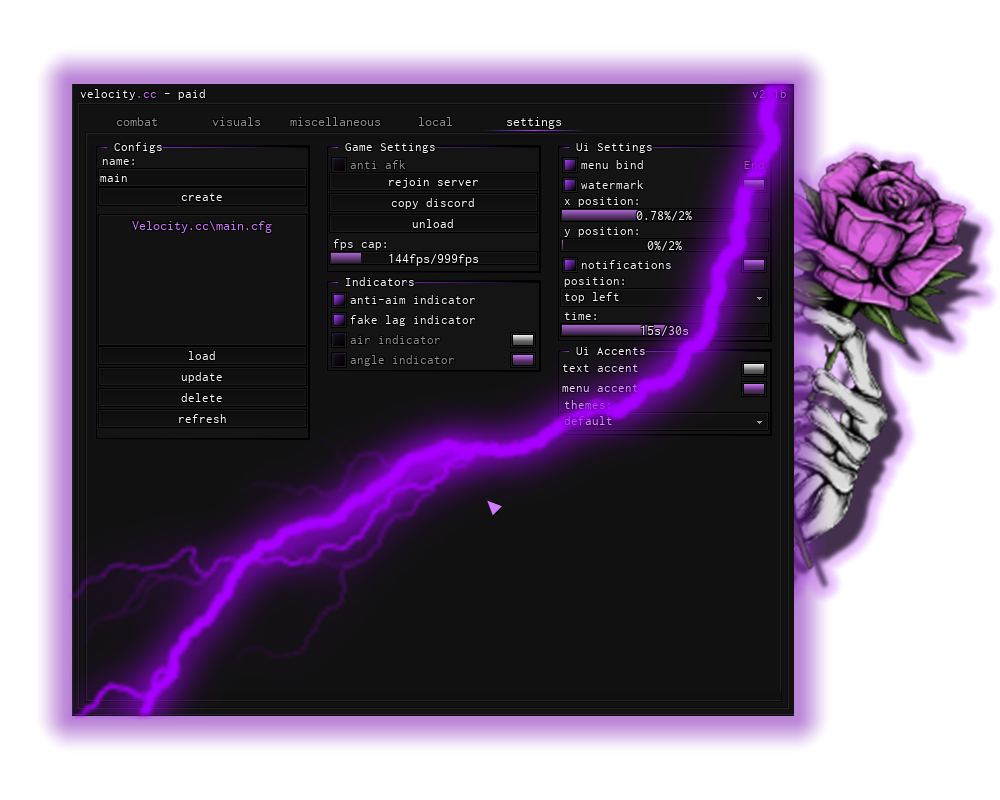 velocity.cc - paid
combat visuals miscellaneous local settings
Configs
name:
main
create
Velocity.cc\main.cfg
load
update
delete
refresh
Game Settings
anti afk
rejoin server
copy discord
unload
fps cap:
144fps/999fps
Indicators
anti-aim indicator
fake lag indicator
air indicator
angle indicator
Ui Settings
menu bind
watermark
x position:
0.78%/2%
y position:
0%/2%
notifications
position:
top left
time:
15s/30s
Ui Accents
text accent
menu accent
themes:
default